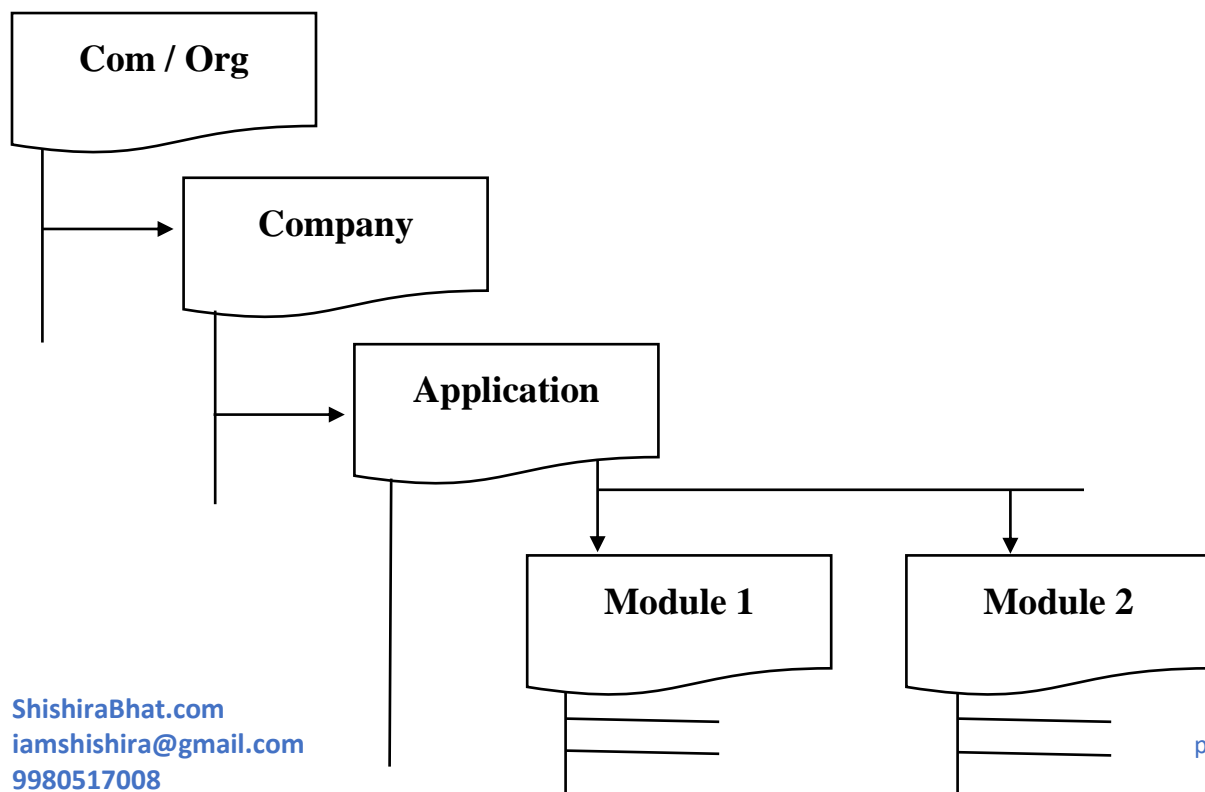 Com / Org
Company
Application
Module 1
Module 2
ShishiraBhat.com
iamshishira@gmail.com
9980517008
p